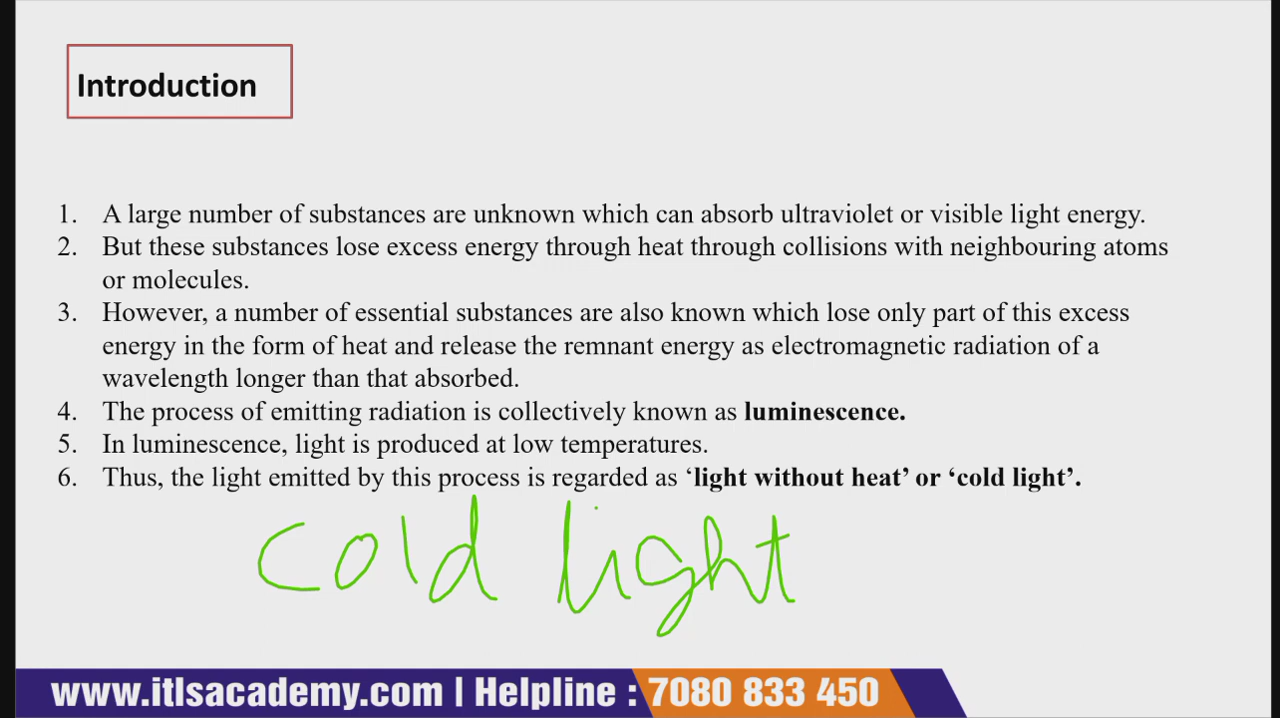 Introduction
1. A large number of substances are unknown which can absorb ultraviolet or visible light energy.
2. But these substances lose excess energy through heat through collisions with neighbouring atoms
or molecules.
3. However, a number of essential substances are also known which lose only part of this excess
energy in the form of heat and release the remnant energy as electromagnetic radiation of a
wavelength longer than that absorbed.
4. The process of emitting radiation is collectively known as luminescence.
5. In luminescence, light is produced at low temperatures.
6. Thus, the light emitted by this process is regarded as ‘light without heat’ or ‘cold light’.
cold light
www.itlsacademy.com | Helpline : 7080 833 450